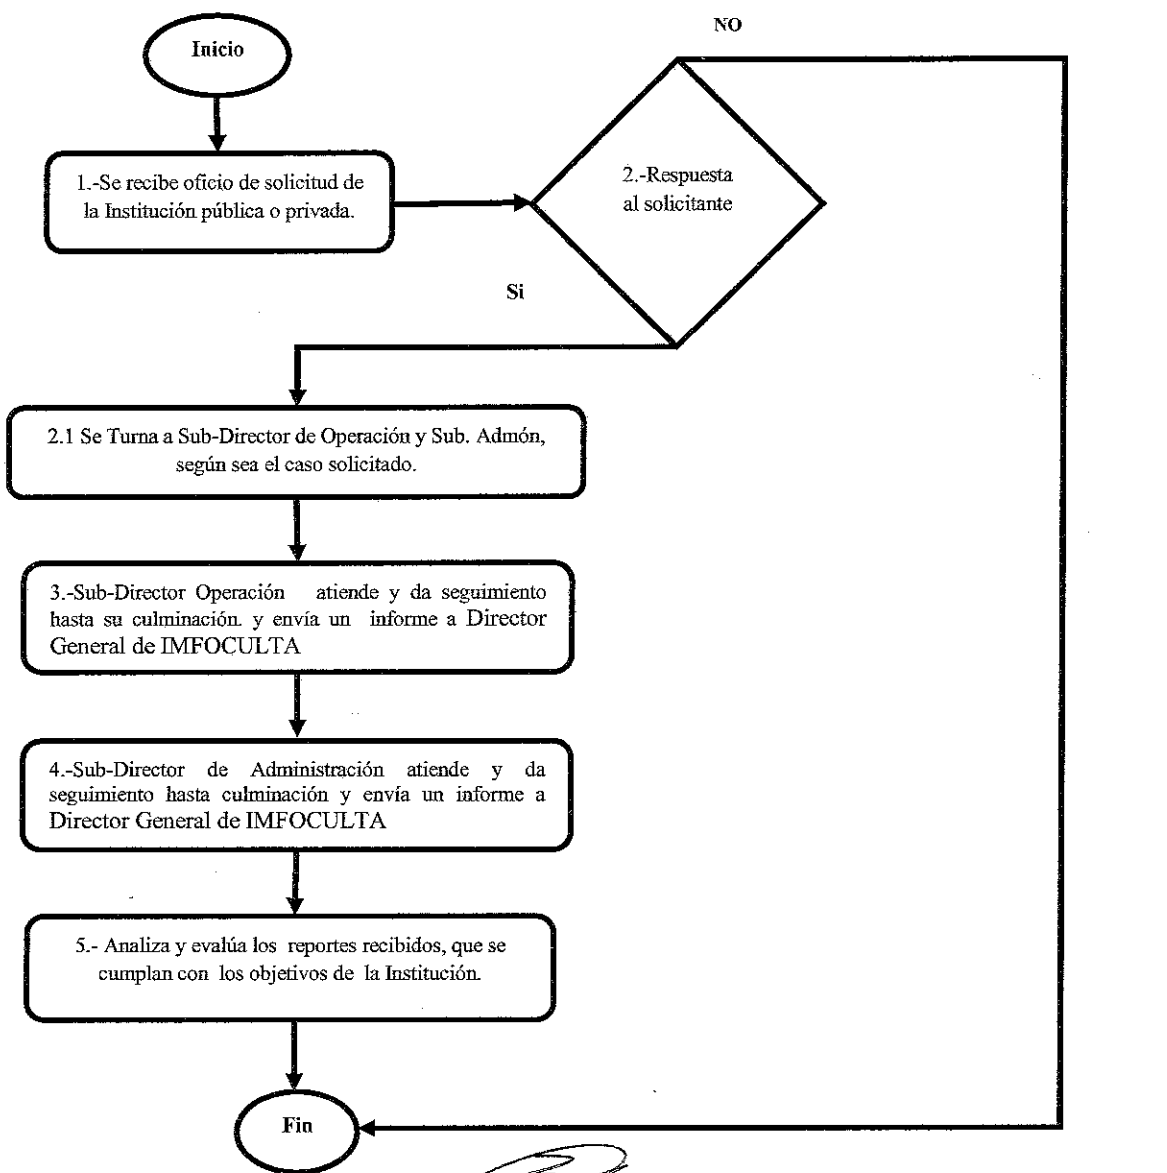 Inicio
NO
1.-Se recibe oficio de solicitud de
la Institución pública o privada.
2.-Respuesta
al solicitante
Si
2.1 Se Turna a Sub-Director de Operación y Sub. Admón,
según sea el caso solicitado.
3.-Sub-Director Operación atiende y da seguimiento
hasta su culminación. y envía un informe a Director
General de IMFOCULTA
4.-Sub-Director de Administración atiende y da
seguimiento hasta culminación y envía un informe a
Director General de IMFOCULTA
5.- Analiza y evalúa los reportes recibidos, que se
cumplan con los objetivos de la Institución.
Fin